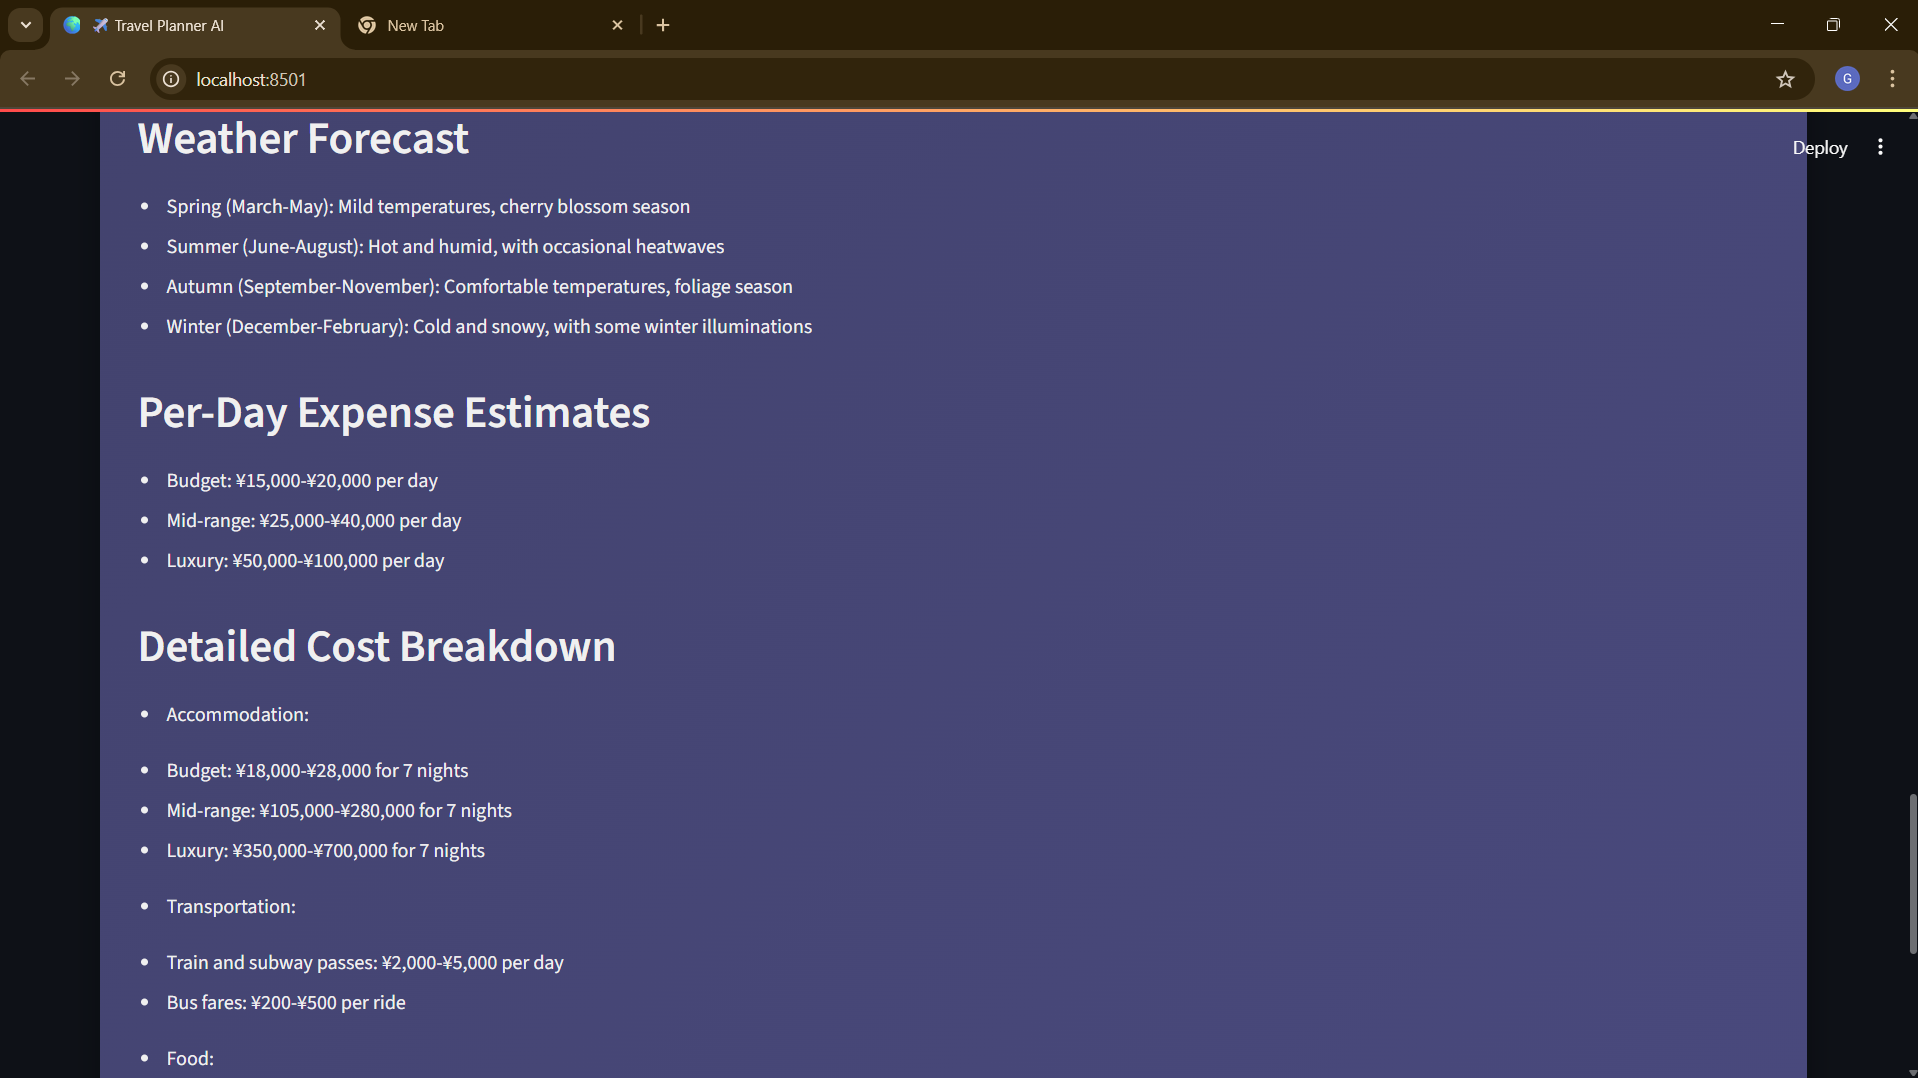 Travel Planner AI
New Tab
localhost:8501
G
Deploy
Weather Forecast
• Spring (March-May): Mild temperatures, cherry blossom season
• Summer (June-August): Hot and humid, with occasional heatwaves
• Autumn (September-November): Comfortable temperatures, foliage season
• Winter (December-February): Cold and snowy, with some winter illuminations
Per-Day Expense Estimates
• Budget: ¥15,000-¥20,000 per day
• Mid-range: ¥25,000-¥40,000 per day
• Luxury: ¥50,000-¥100,000 per day
Detailed Cost Breakdown
• Accommodation:
• Budget: ¥18,000-¥28,000 for 7 nights
• Mid-range: ¥105,000-¥280,000 for 7 nights
• Luxury: ¥350,000-¥700,000 for 7 nights
• Transportation:
• Train and subway passes: ¥2,000-¥5,000 per day
• Bus fares: ¥200-¥500 per ride
• Food: